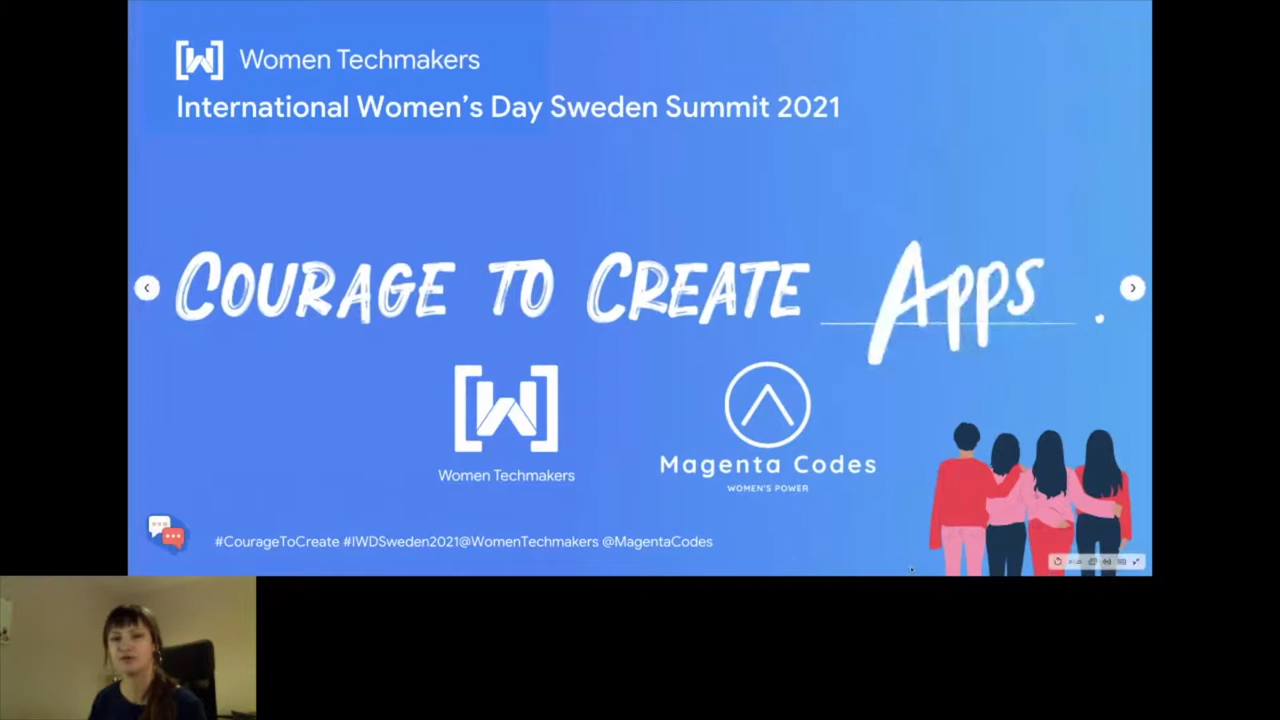 Women Techmakers
International Women's Day Sweden Summit 2021
COURAGE TO CREATE Apps .
Women Techmakers
Magenta Codes
WOMEN'S POWER
#CourageToCreate #IWDSweden2021@WomenTechmakers @MagentaCodes